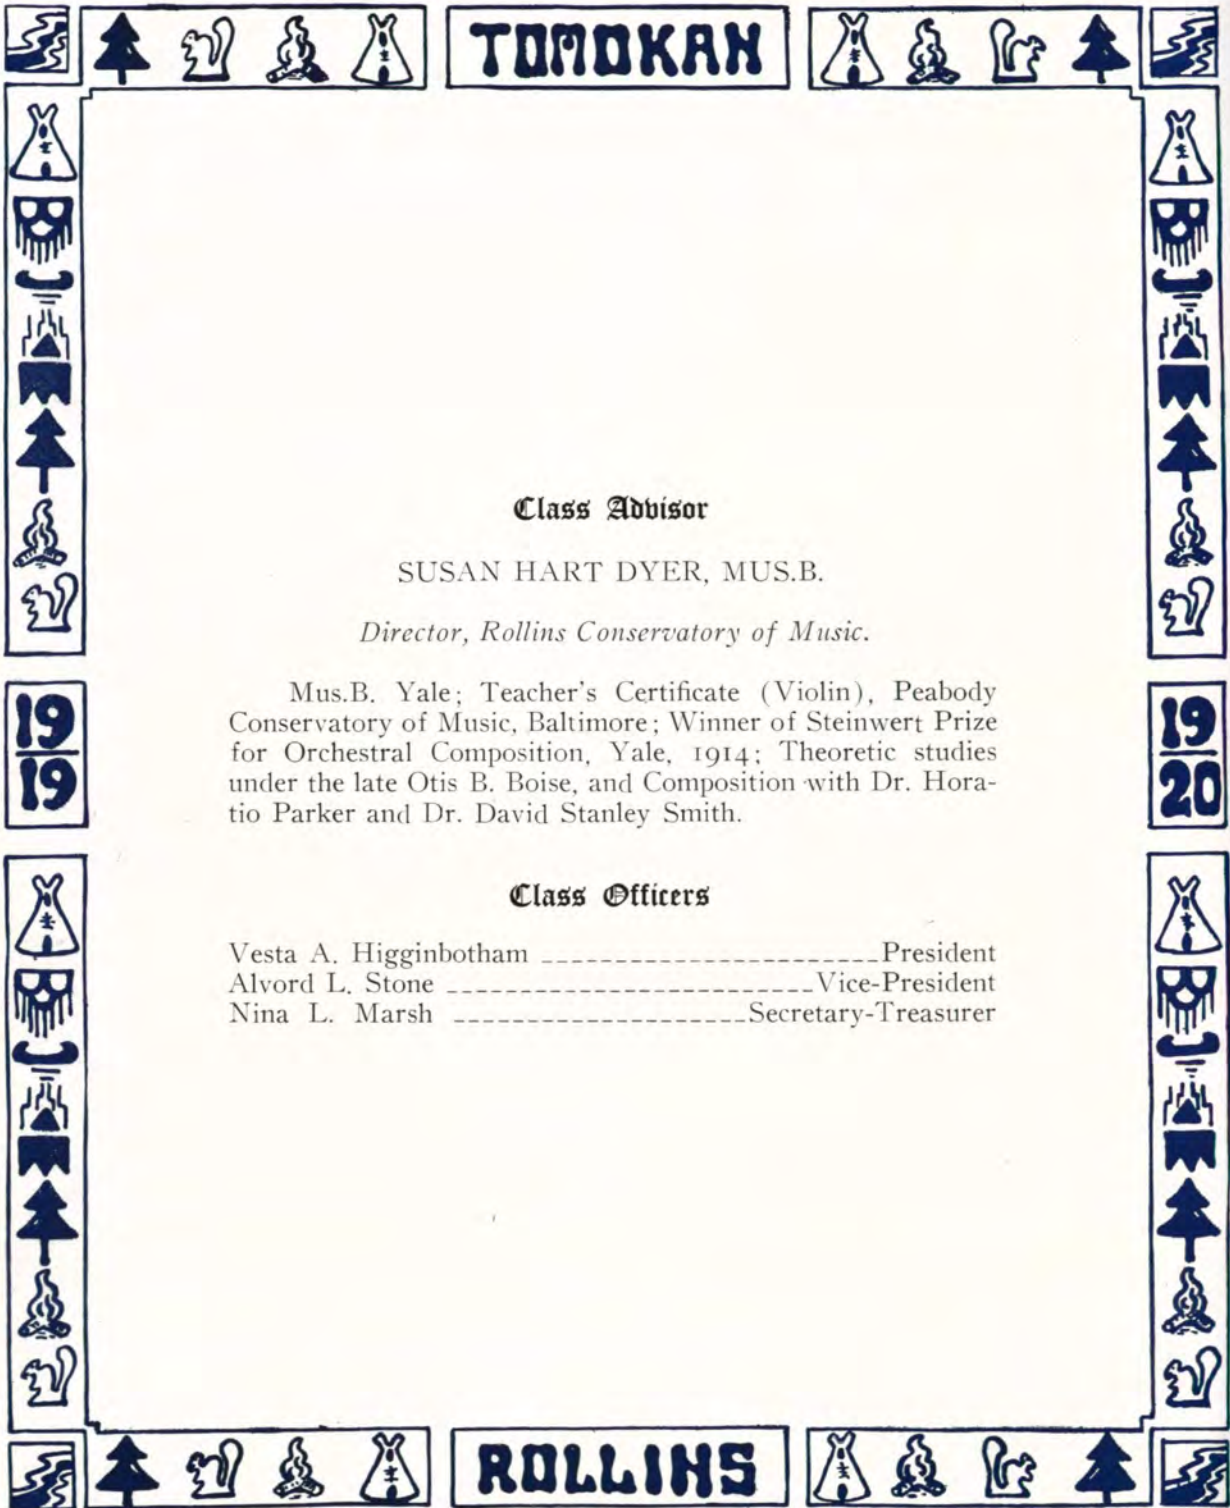 TOMOKAN
Class Advisor
SUSAN HART DYER, MUS.B.
Director, Rollins Conservatory of Music.
Mus.B. Yale; Teacher's Certificate (Violin), Peabody
Conservatory of Music, Baltimore; Winner of Steinwert Prize
for Orchestral Composition, Yale, 1914; Theoretic studies
under the late Otis B. Boise, and Composition with Dr. Hora-
tio Parker and Dr. David Stanley Smith.
19
19
19
20
Class Officers
Vesta A. Higginbotham _______________________President
Alvord L. Stone _________________________Vice-President
Nina L. Marsh ____________________Secretary-Treasurer
ROLLINS